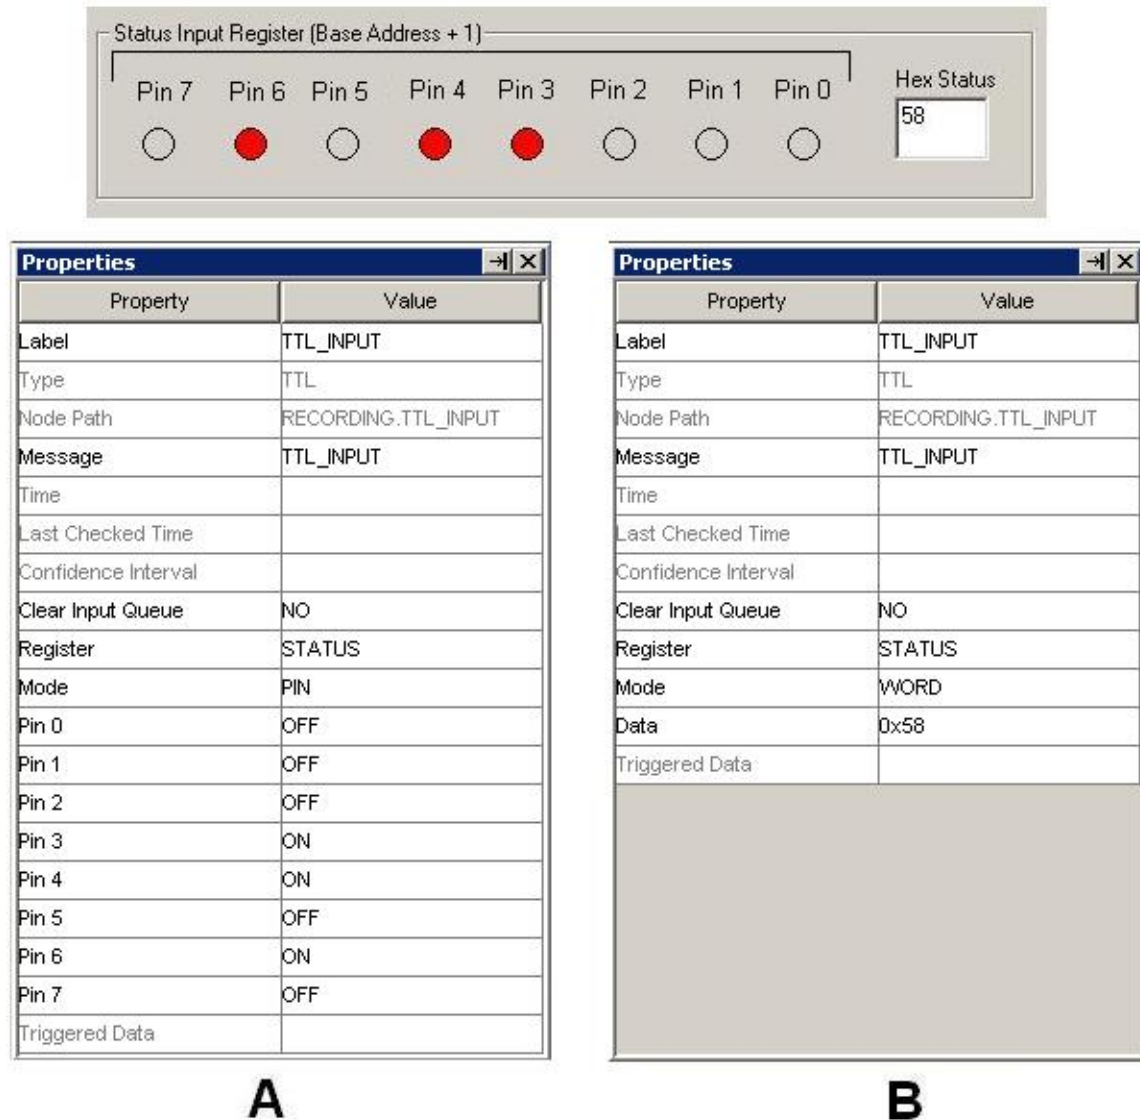 Status Input Register (Base Address + 1)
Pin 7 Pin 6 Pin 5 Pin 4 Pin 3 Pin 2 Pin 1 Pin 0
Hex Status
58
Properties
Property Value
Label TTL_INPUT
Type TTL
Node Path RECORDING.TTL_INPUT
Message TTL_INPUT
Time
Last Checked Time
Confidence Interval
Clear Input Queue NO
Register STATUS
Mode PIN
Pin 0 OFF
Pin 1 OFF
Pin 2 OFF
Pin 3 ON
Pin 4 ON
Pin 5 OFF
Pin 6 ON
Pin 7 OFF
Triggered Data
A
Properties
Property Value
Label TTL_INPUT
Type TTL
Node Path RECORDING.TTL_INPUT
Message TTL_INPUT
Time
Last Checked Time
Confidence Interval
Clear Input Queue NO
Register STATUS
Mode WORD
Data 0x58
Triggered Data
B